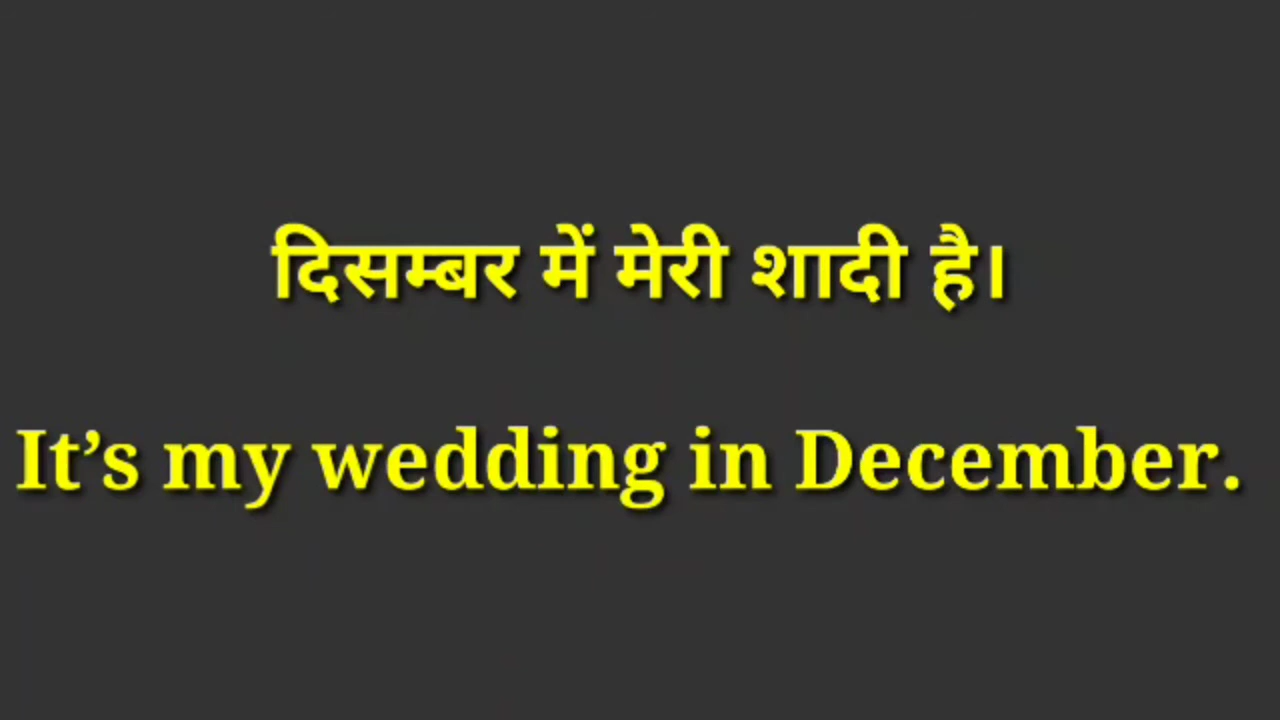 दिसम्बर में मेरी शादी है।
It’s my wedding in December.